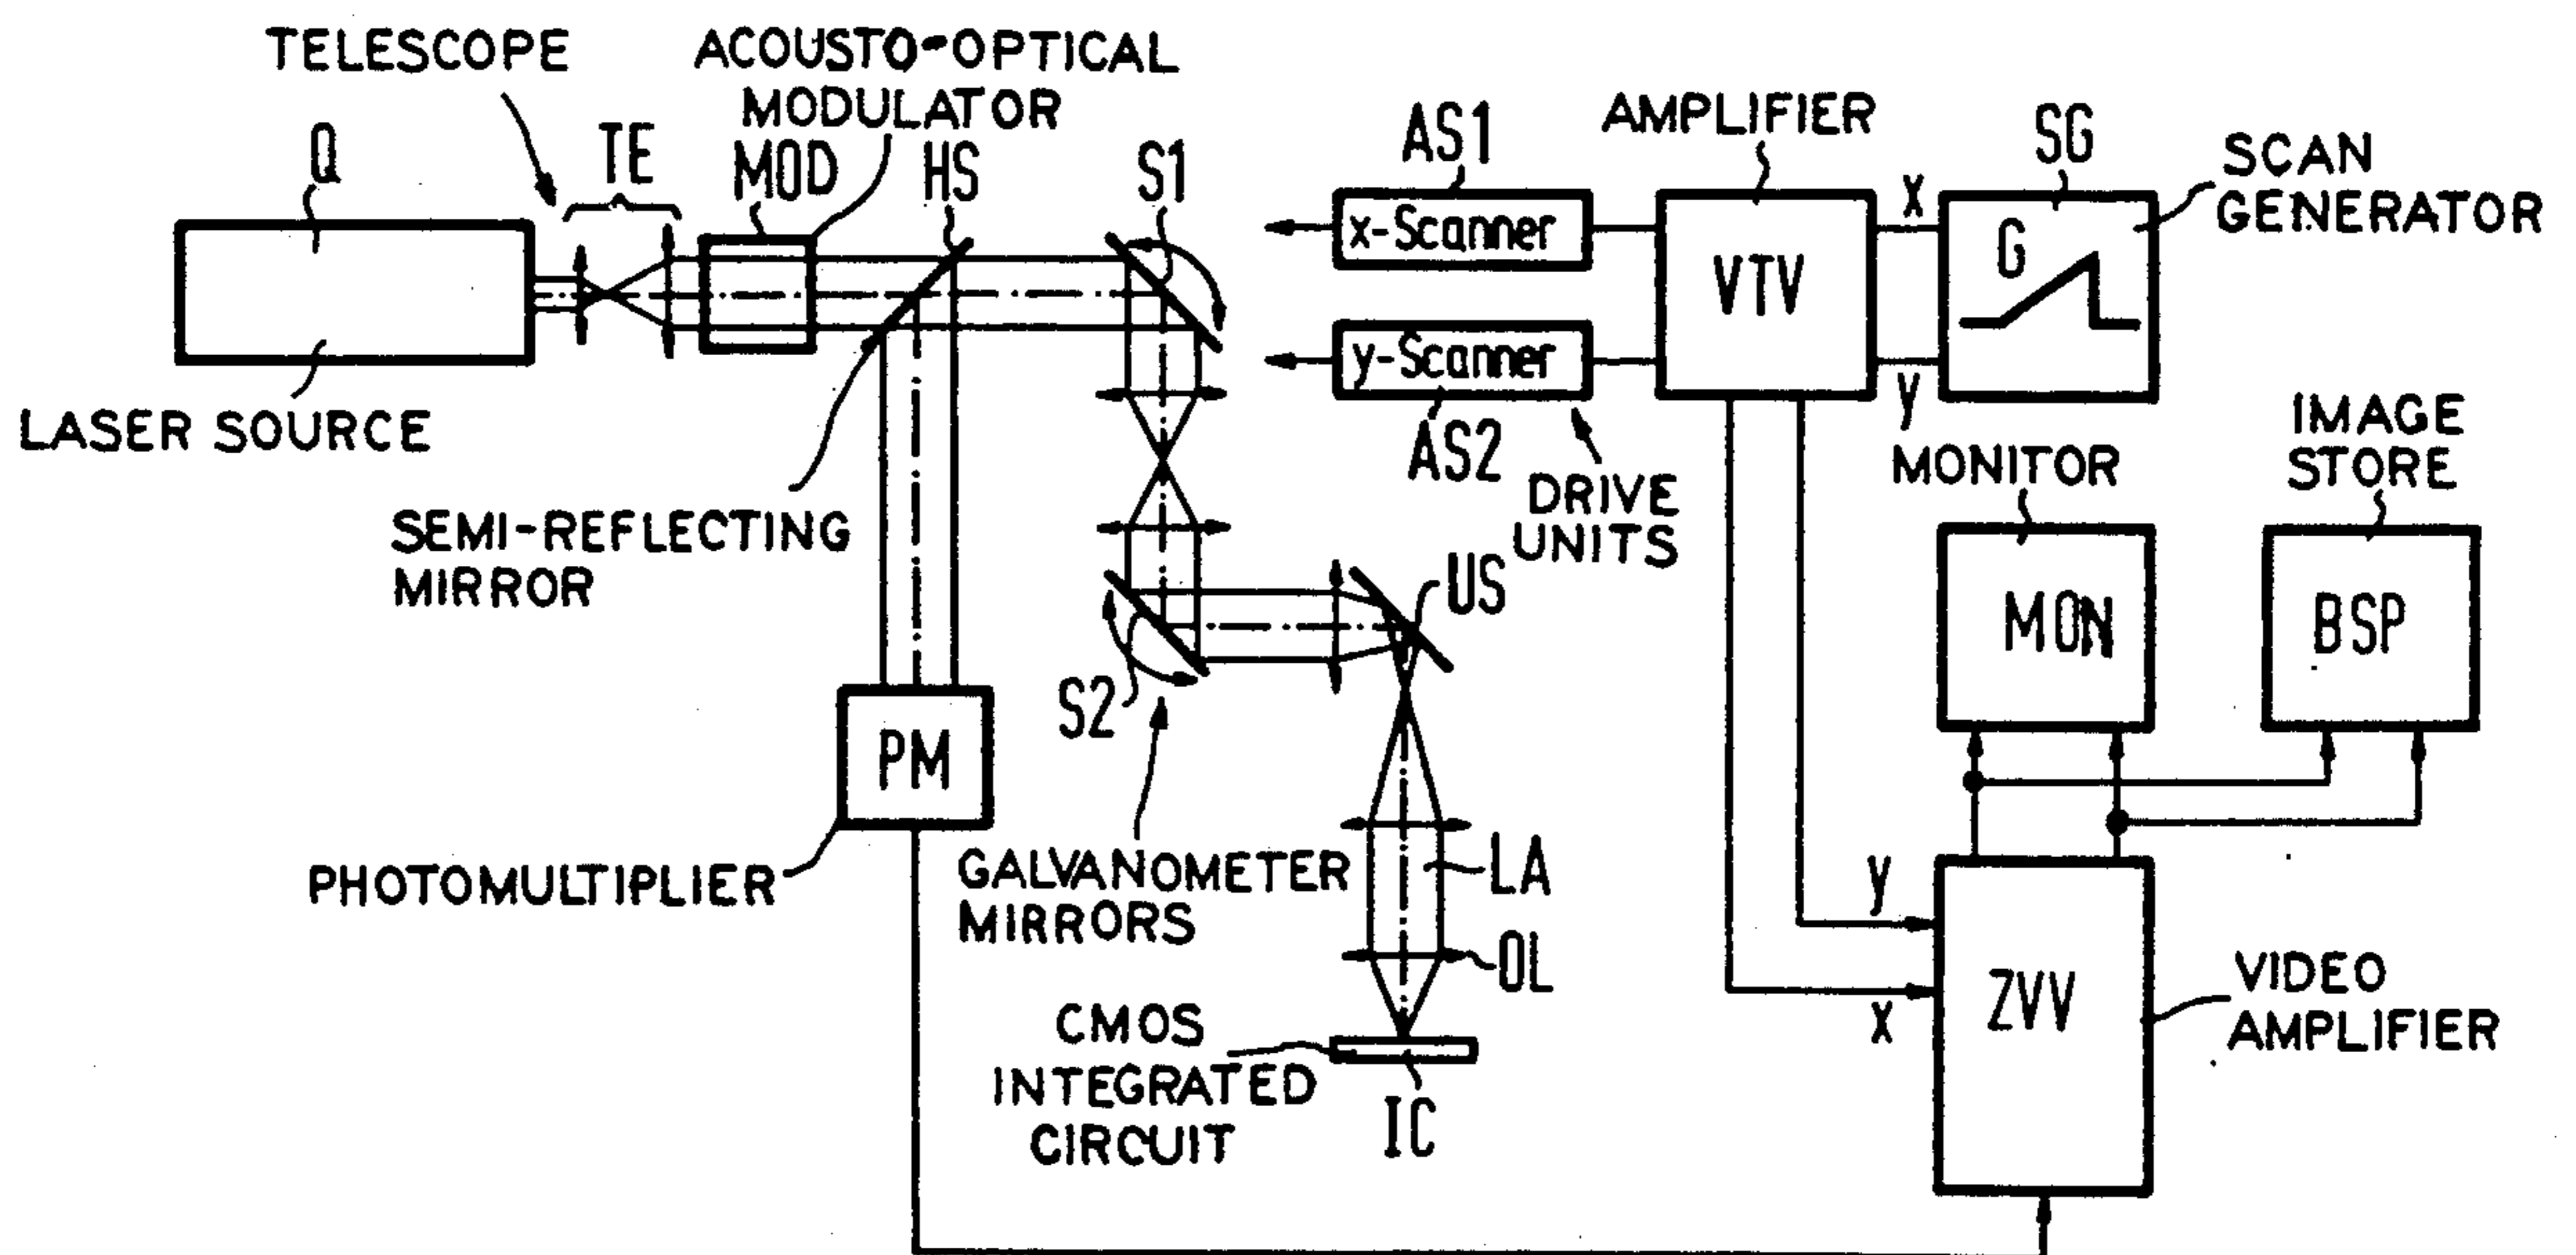 TELESCOPE
ACOUSTO-OPTICAL
MODULATOR
Q
TE
MOD
HS
S1
LASER SOURCE
SEMI-REFLECTING
MIRROR
AS1
x-Scanner
y-Scanner
AS2
DRIVE
UNITS
AMPLIFIER
VTV
X
y
SG
G
SCAN
GENERATOR
MONITOR
MON
IMAGE
STORE
BSP
S2
US
PM
PHOTOMULTIPLIER
GALVANOMETER
MIRRORS
LA
OL
CMOS
INTEGRATED
CIRCUIT
IC
y
X
ZVV
VIDEO
AMPLIFIER